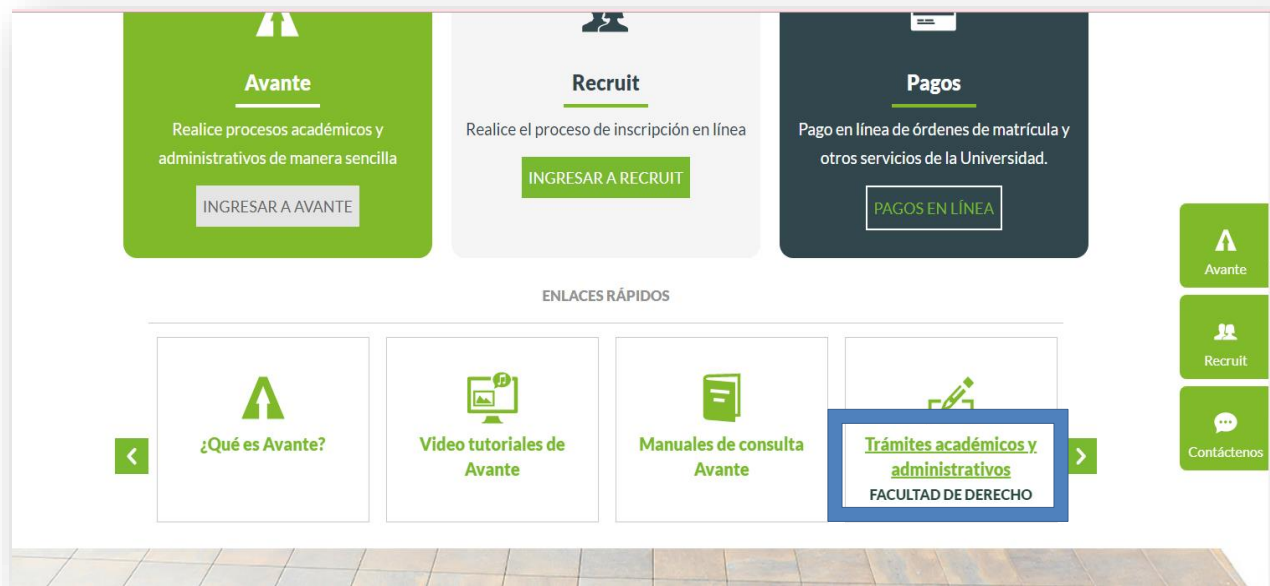 Avante
Realice procesos académicos y
administrativos de manera sencilla
INGRESAR A AVANTE
Recruit
Realice el proceso de inscripción en línea
INGRESAR A RECRUIT
Pagos
Pago en línea de órdenes de matrícula y
otros servicios de la Universidad.
PAGOS EN LÍNEA
Avante
Recruit
Contáctenos
ENLACES RÁPIDOS
¿Qué es Avante?
Video tutoriales de
Avante
Manuales de consulta
Avante
Trámites académicos y
administrativos
FACULTAD DE DERECHO